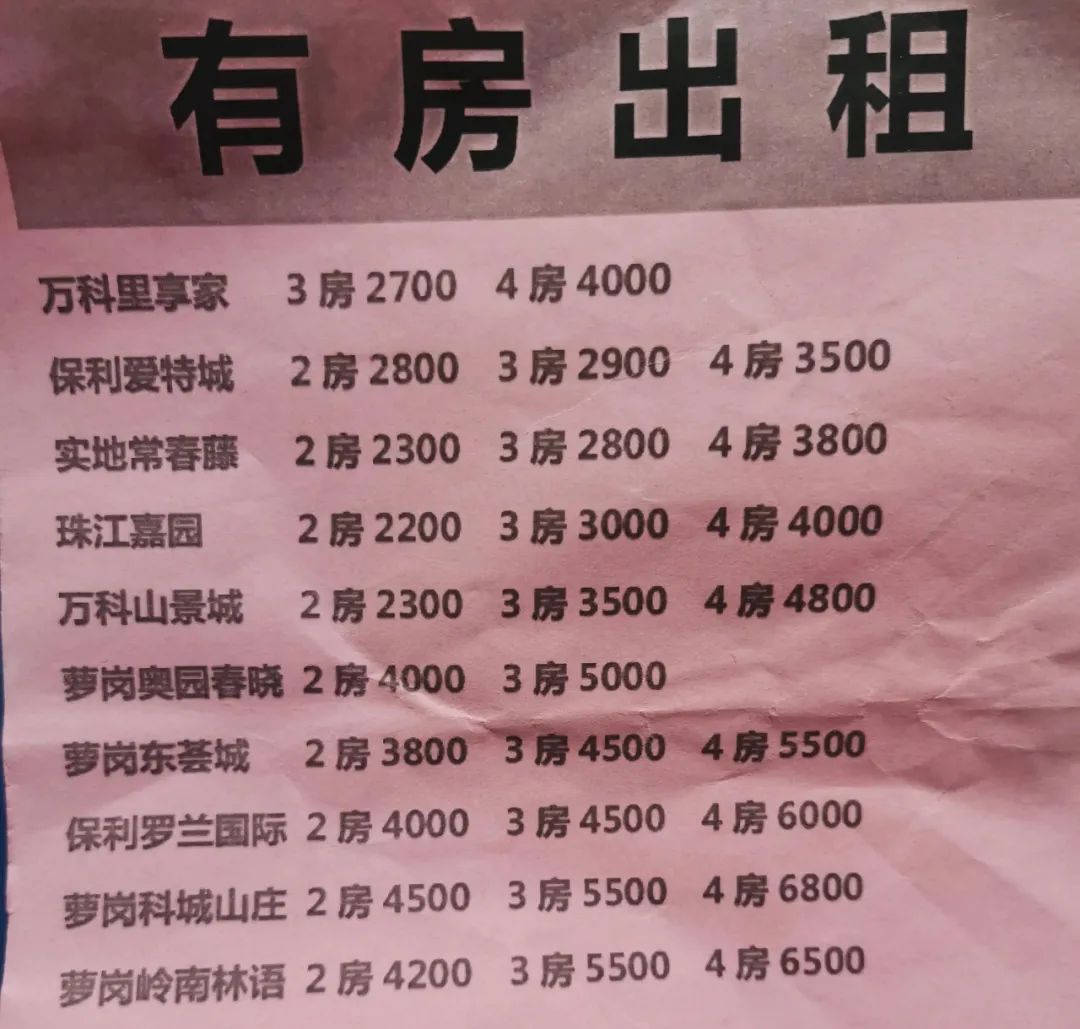 有房出租
万科里享家 3房2700 4房4000
保利爱特城 2房2800 3房2900 4房3500
实地常春藤 2房2300 3房2800 4房3800
珠江嘉园 2房2200 3房3000 4房4000
万科山景城 2房2300 3房3500 4房4800
萝岗奥园春晓 2房4000 3房5000
萝岗东荟城 2房3800 3房4500 4房5500
保利罗兰国际 2房4000 3房4500 4房6000
萝岗科城山庄 2房4500 3房5500 4房6800
萝岗岭南林语 2房4200 3房5500 4房6500